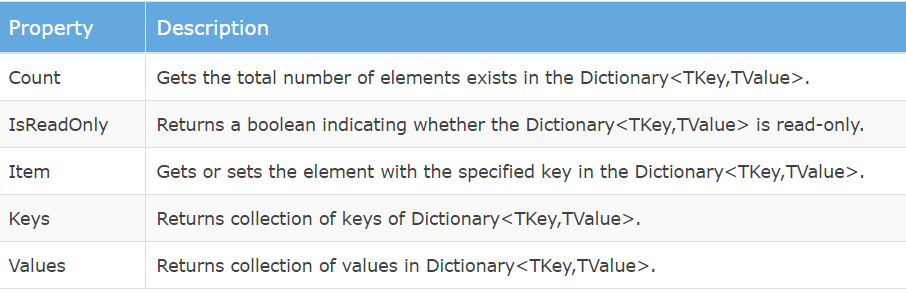 Property Description
Count Gets the total number of elements exists in the Dictionary<TKey,TValue>.
IsReadOnly Returns a boolean indicating whether the Dictionary<TKey,TValue> is read-only.
Item Gets or sets the element with the specified key in the Dictionary<TKey,TValue>.
Keys Returns collection of keys of Dictionary<TKey,TValue>.
Values Returns collection of values in Dictionary<TKey,TValue>.